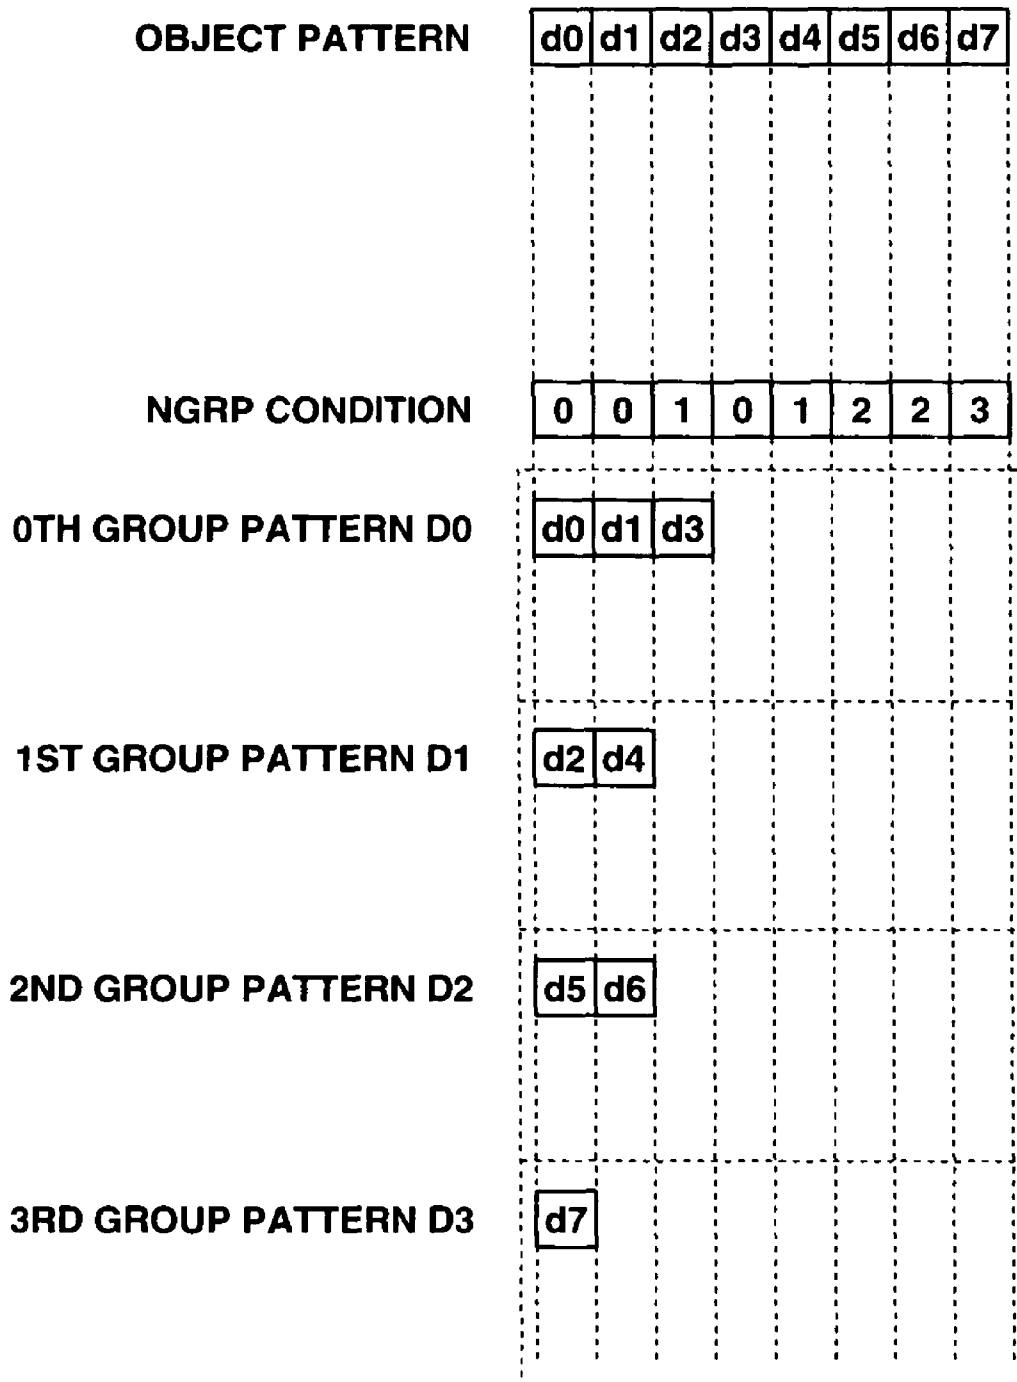 OBJECT PATTERN d0 d1 d2 d3 d4 d5 d6 d7
NGRP CONDITION 0 0 1 0 1 2 2 3
0TH GROUP PATTERN D0 d0 d1 d3
1ST GROUP PATTERN D1 d2 d4
2ND GROUP PATTERN D2 d5 d6
3RD GROUP PATTERN D3 d7